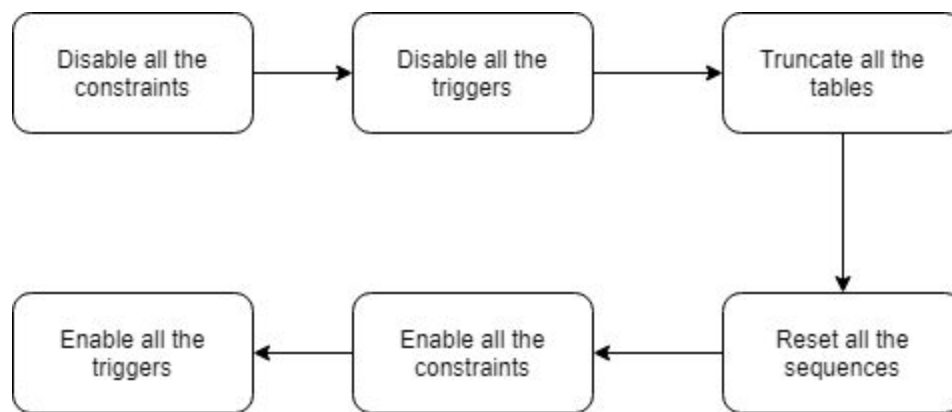 Disable all the
constraints
Disable all the
triggers
Truncate all the
tables
Reset all the
sequences
Enable all the
constraints
Enable all the
triggers